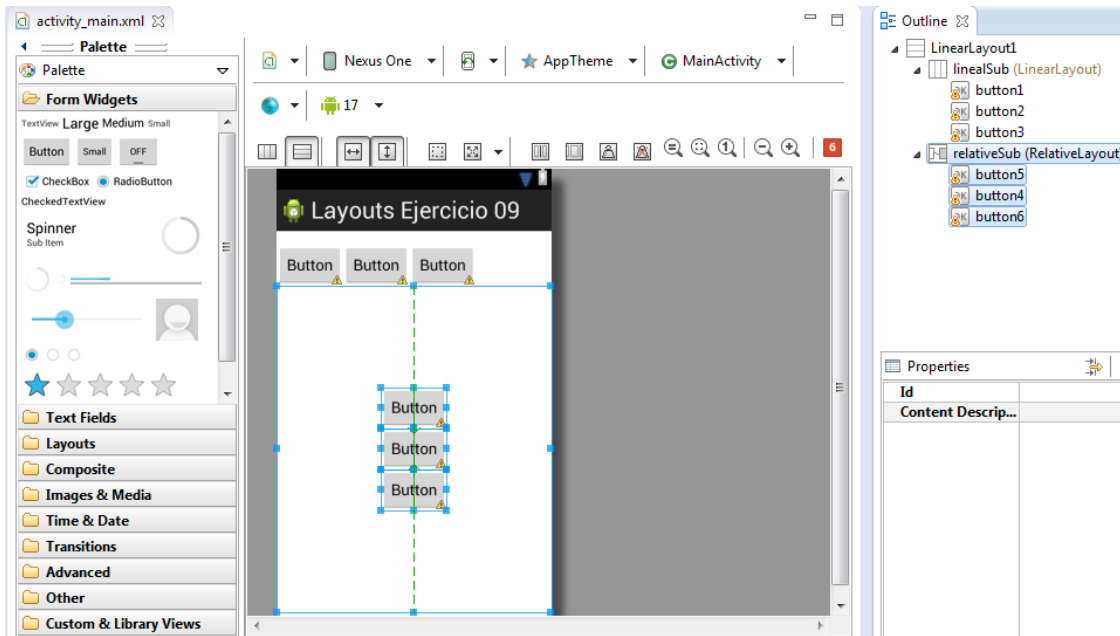 activity_main.xml
Palette
Palette
Form Widgets
TextView Large Medium Small
Button Small OFF
CheckBox RadioButton
CheckedTextView
Spinner
Sub Item
Text Fields
Layouts
Composite
Images & Media
Time & Date
Transitions
Advanced
Other
Custom & Library Views
Nexus One AppTheme MainActivity
17
1 6
Layouts Ejercicio 09
Button Button Button
Button
Button
Button
Outline
LinearLayout1
linealSub (LinearLayout)
button1
button2
button3
relativeSub (RelativeLayout
button5
button4
button6
Properties
Id
Content Descrip...